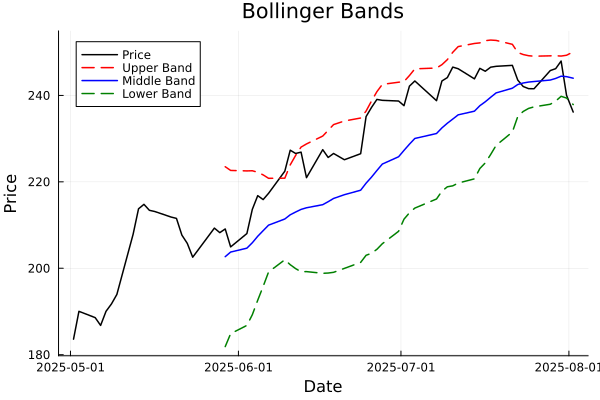 Bollinger Bands
Price
Upper Band
Middle Band
Lower Band
Price
240
220
200
180
2025-05-01 2025-06-01 2025-07-01 2025-08-01
Date